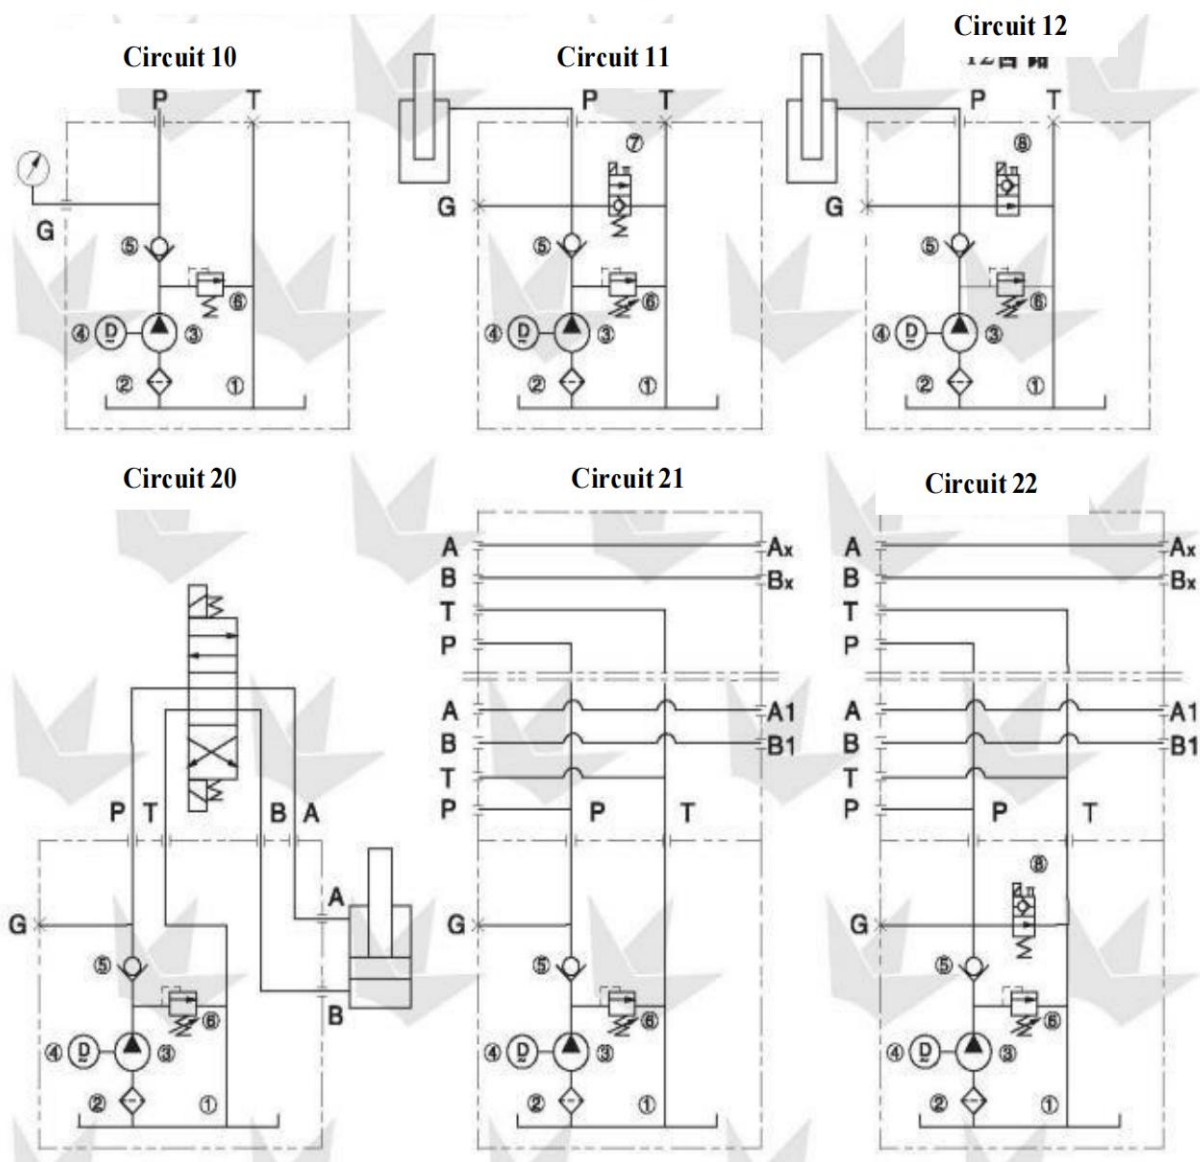 Circuit 10
P
T
G
⑤
⑥
④
D
~
③
②
①
Circuit 11
P
T
⑦
G
⑤
⑥
④
D
~
③
②
①
Circuit 12
P
T
⑧
G
⑤
⑥
④
D
~
③
②
①
Circuit 20
P T B A
A
G
⑤
B
⑥
④
D
~
③
②
①
Circuit 21
A Ax
B Bx
T
P
A A1
B B1
T
P
P T
G
⑤
⑥
④
D
~
③
②
①
Circuit 22
A Ax
B Bx
T
P
A A1
B B1
T
P
P T
⑧
G
⑤
⑥
④
D
~
③
②
①